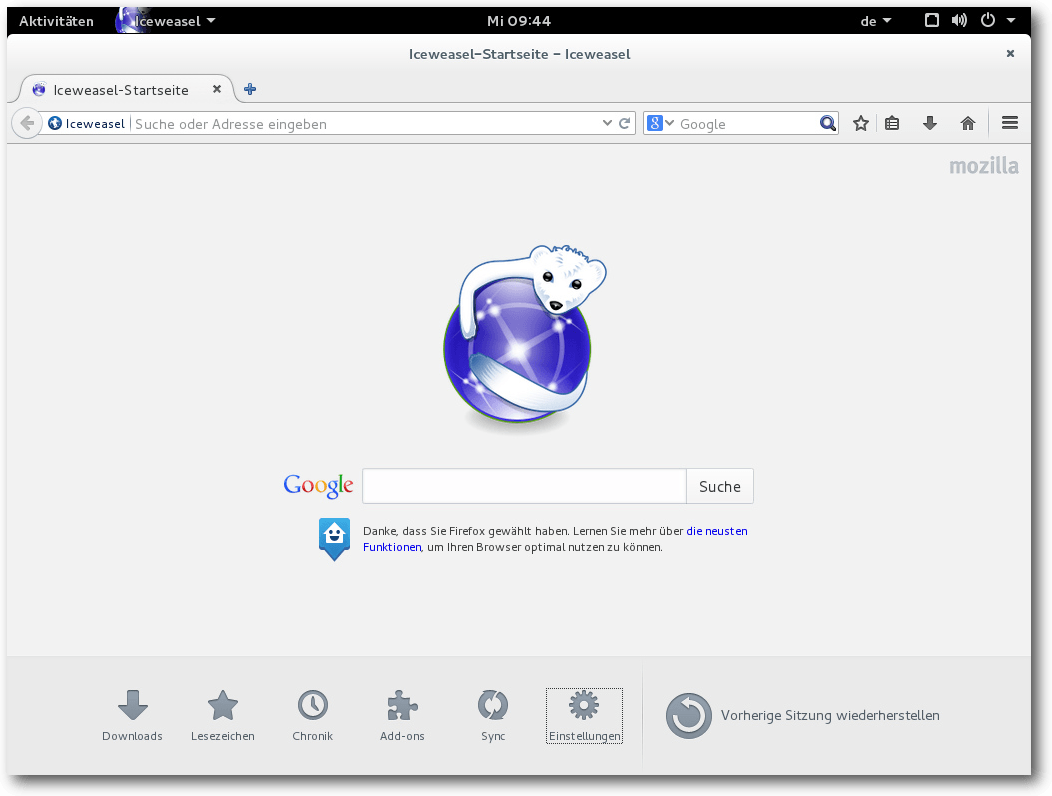 Aktivitäten Iceweasel Mi 09:44 de
Iceweasel-Startseite - Iceweasel
Iceweasel-Startseite
Iceweasel Suche oder Adresse eingeben 8 Google
mozilla
Google Suche
Danke, dass Sie Firefox gewählt haben. Lernen Sie mehr über die neusten
Funktionen, um Ihren Browser optimal nutzen zu können.
Downloads Lesezeichen Chronik Add-ons Sync Einstellungen Vorherige Sitzung wiederherstellen